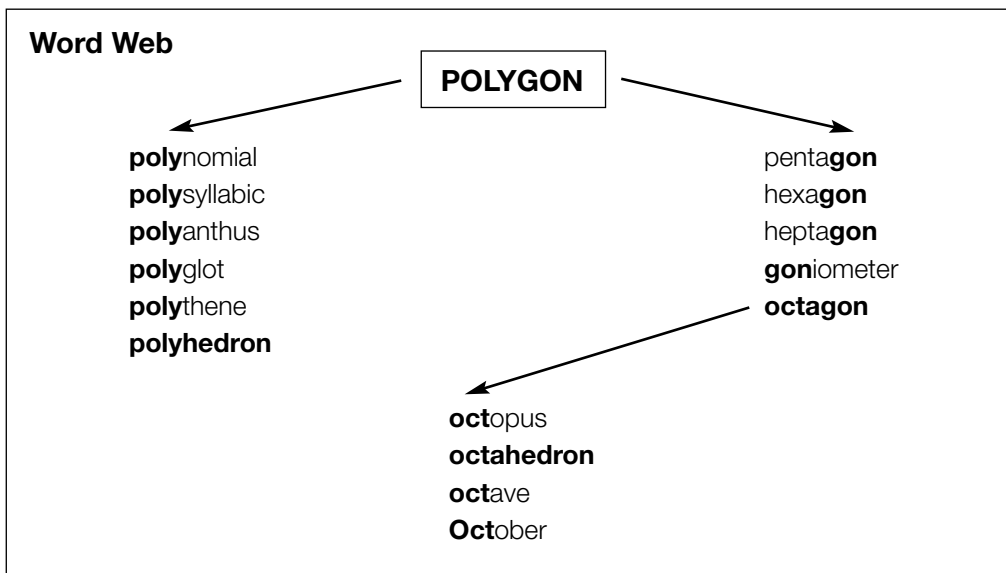 Word Web
POLYGON
polynomial
polysyllabic
polyanthus
polyglot
polythene
polyhedron
pentagon
hexagon
heptagon
goniometer
octagon
octopus
octahedron
octave
October